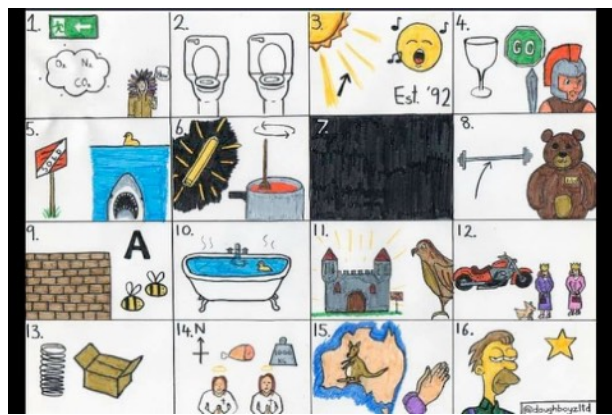 1.
O₂ N₂
CO₂
2.
3.
Est. '92
4.
GO
5.
SOLD
6.
7.
8.
9.
A
10.
11.
12.
13.
14.
N
15.
16.
@doughboyzltd